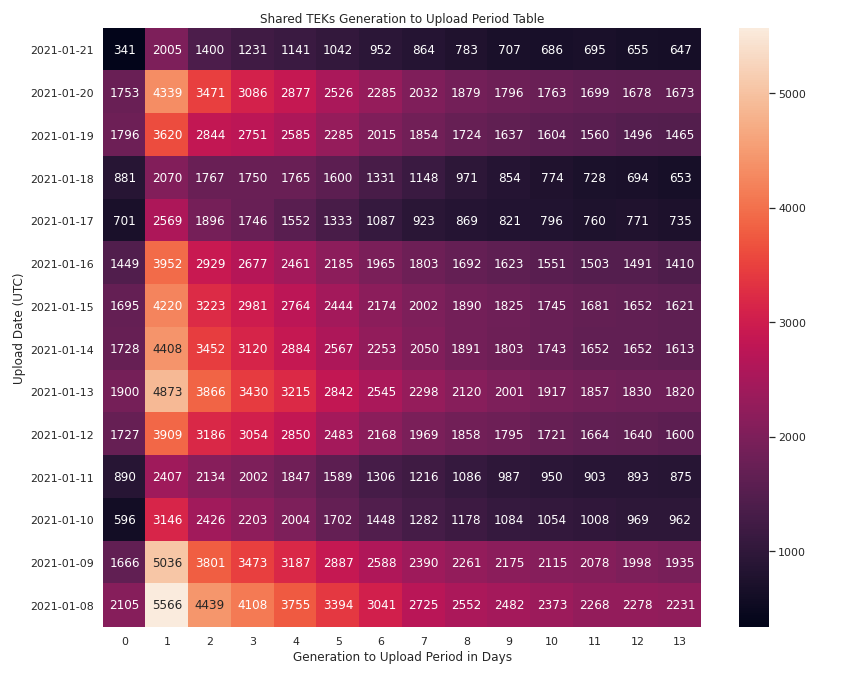 Shared TEKs Generation to Upload Period Table
2021-01-21 341 2005 1400 1231 1141 1042 952 864 783 707 686 695 655 647
2021-01-20 1753 4339 3471 3086 2877 2526 2285 2032 1879 1796 1763 1699 1678 1673
2021-01-19 1796 3620 2844 2751 2585 2285 2015 1854 1724 1637 1604 1560 1496 1465
2021-01-18 881 2070 1767 1750 1765 1600 1331 1148 971 854 774 728 694 653
2021-01-17 701 2569 1896 1746 1552 1333 1087 923 869 821 796 760 771 735
2021-01-16 1449 3952 2929 2677 2461 2185 1965 1803 1692 1623 1551 1503 1491 1410
2021-01-15 1695 4220 3223 2981 2764 2444 2174 2002 1890 1825 1745 1681 1652 1621
2021-01-14 1728 4408 3452 3120 2884 2567 2253 2050 1891 1803 1743 1652 1652 1613
2021-01-13 1900 4873 3866 3430 3215 2842 2545 2298 2120 2001 1917 1857 1830 1820
2021-01-12 1727 3909 3186 3054 2850 2483 2168 1969 1858 1795 1721 1664 1640 1600
2021-01-11 890 2407 2134 2002 1847 1589 1306 1216 1086 987 950 903 893 875
2021-01-10 596 3146 2426 2203 2004 1702 1448 1282 1178 1084 1054 1008 969 962
2021-01-09 1666 5036 3801 3473 3187 2887 2588 2390 2261 2175 2115 2078 1998 1935
2021-01-08 2105 5566 4439 4108 3755 3394 3041 2725 2552 2482 2373 2268 2278 2231
0 1 2 3 4 5 6 7 8 9 10 11 12 13
Generation to Upload Period in Days
Upload Date (UTC)
5000
4000
3000
2000
1000